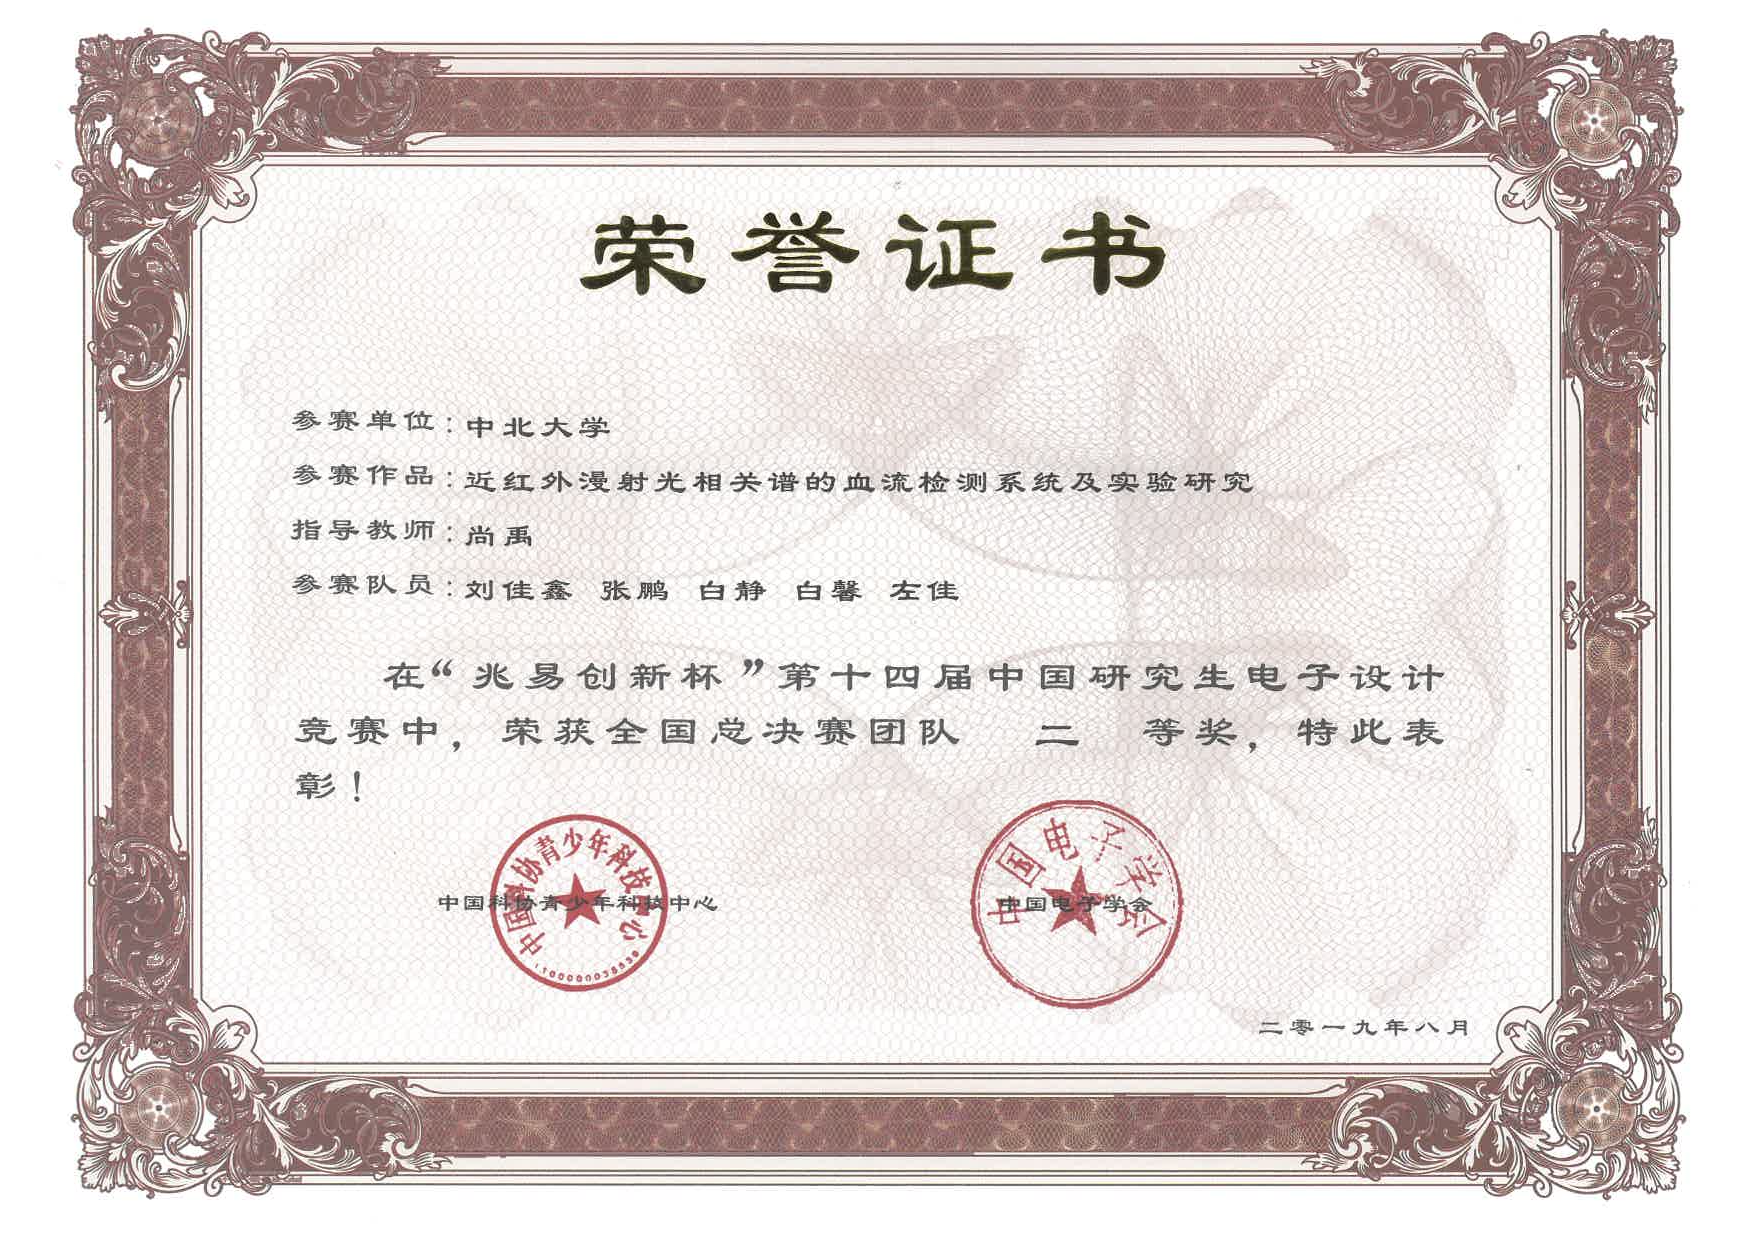 荣誉证书
参赛单位：中北大学
参赛作品：近红外漫射光相关谱的血流检测系统及实验研究
指导教师：尚禹
参赛队员：刘佳鑫 张鹏 白静 白馨 左佳
在“兆易创新杯”第十四届中国研究生电子设计
竞赛中，荣获全国总决赛团队 二 等奖，特此表
彰！
中国科协青少年科技中心
中国电子学会
中国科协青少年科技中心
中国电子学会
二零一九年八月